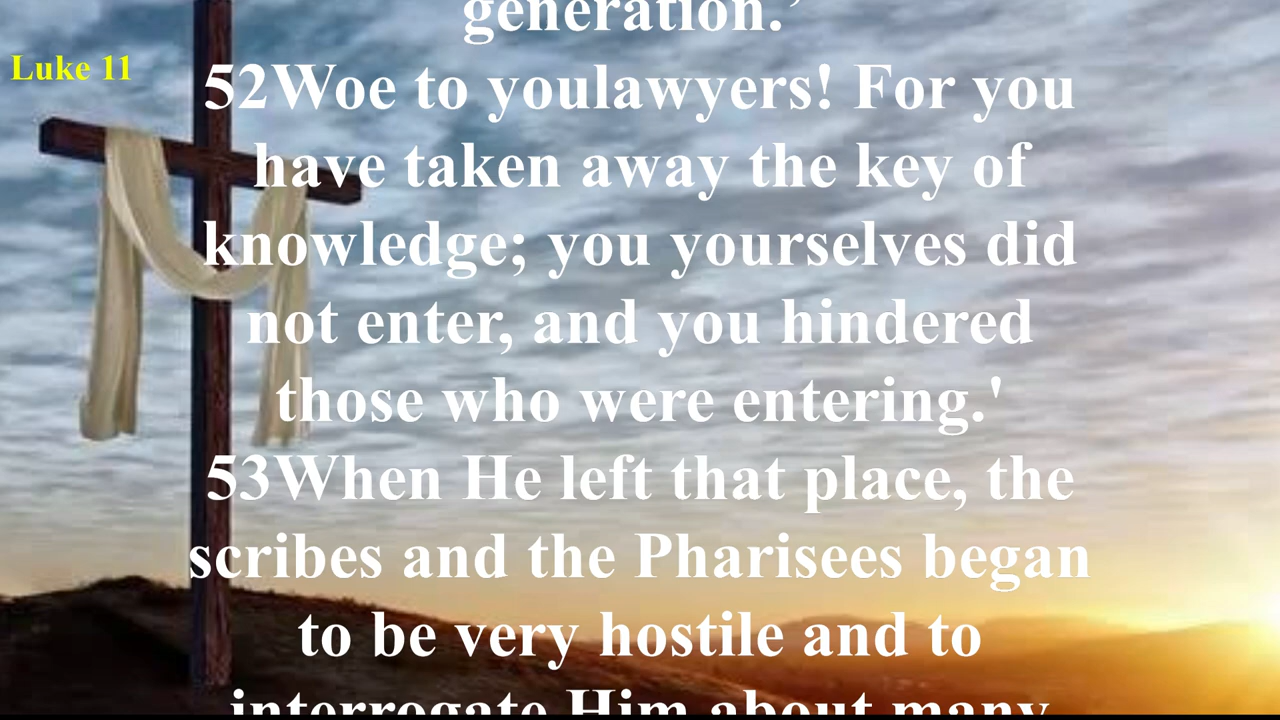 generation.’
Luke 11
52Woe to youlawyers! For you
have taken away the key of
knowledge; you yourselves did
not enter, and you hindered
those who were entering.'
53When He left that place, the
scribes and the Pharisees began
to be very hostile and to
interrogate Him about many